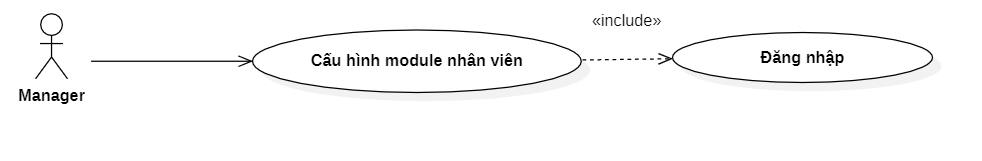 «include»
Cấu hình module nhân viên
Đăng nhập
Manager